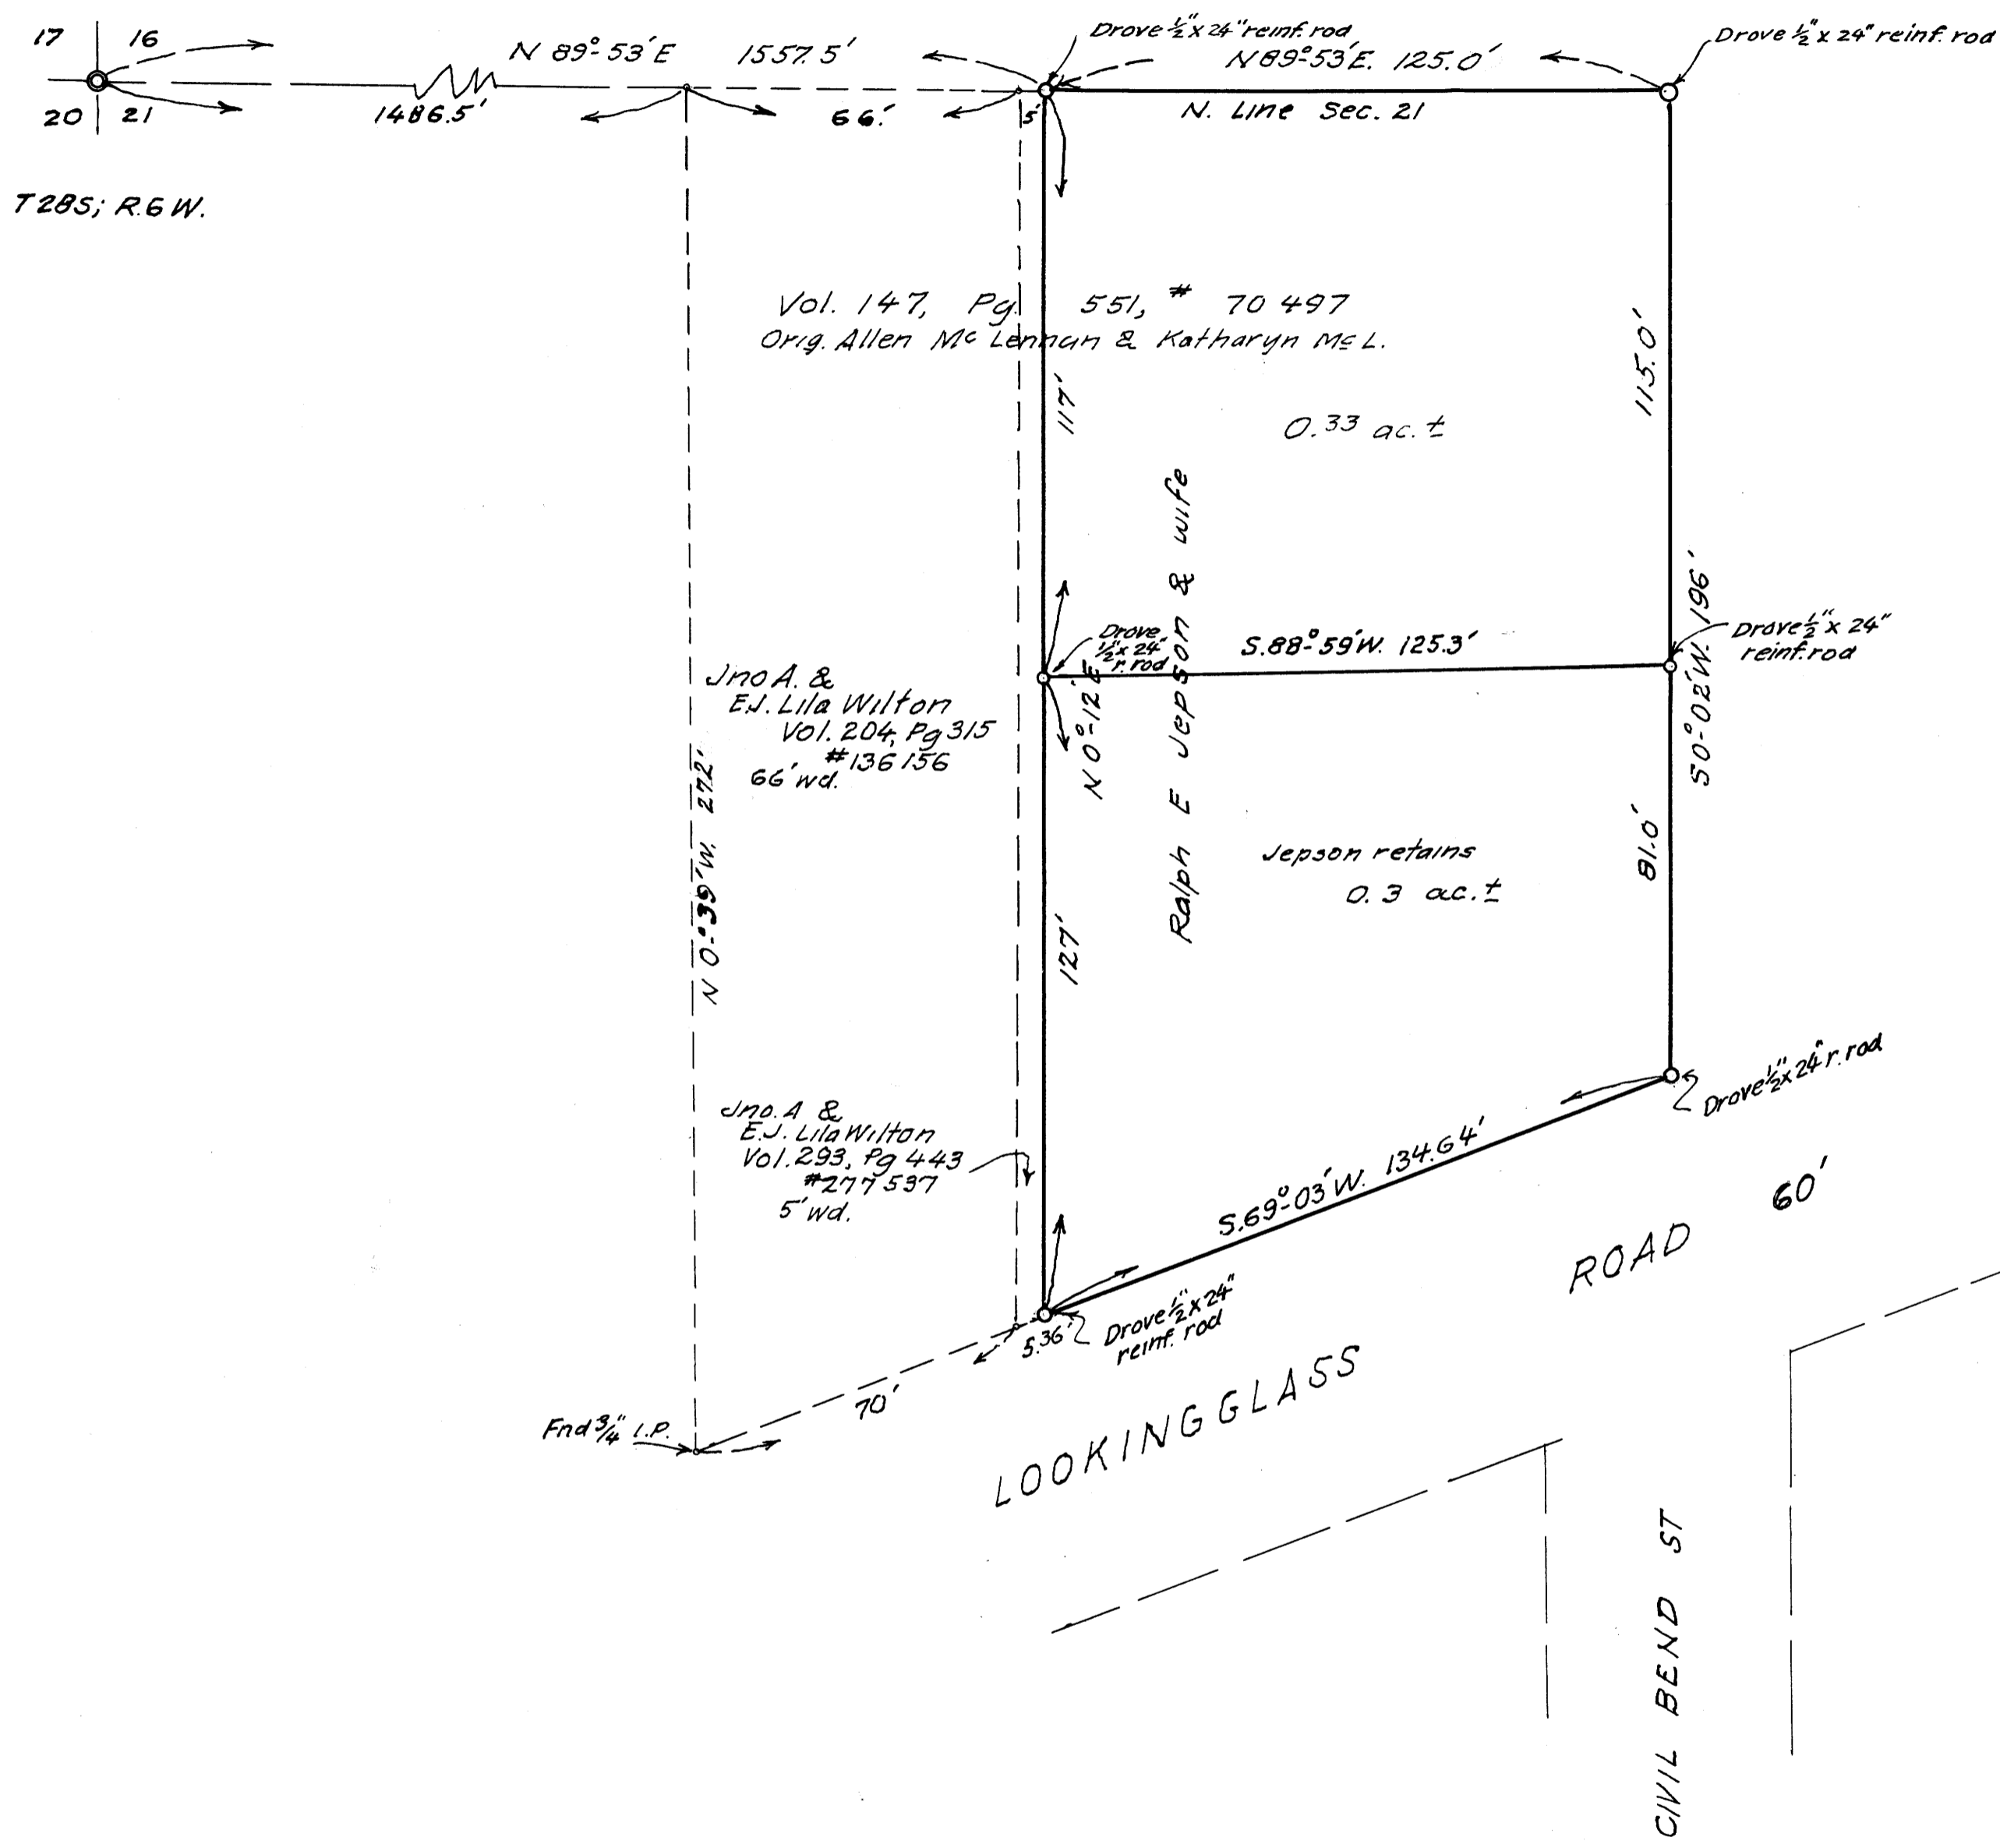 17 16
20 21
T 28S; R. 6 W.
N 89°-53' E 1557.5'
1486.5'
66.'
5'
Drove ½" x 24" reinf. rod
N 89°-53' E. 125.0'
N. Line Sec. 21
Drove ½" x 24" reinf. rod
Vol. 147, Pg. 551, # 70 497
Orig. Allen Mc Lennan & Katharyn Mc L.
117'
0.33 ac. ±
115.0'
Ralph E Jepson & wife
Drove
½" x 24"
r. rod
S. 88°-59' W. 125.3'
Drove ½" x 24"
reinf. rod
S 0°-02' W. 196'
N 0°-12' E
Jno A. &
E.J. Lila Wilton
Vol. 204, Pg 315
#136 156
66' wd.
N 0°-39' W. 272'
Jepson retains
0.3 ac. ±
81.0'
127'
Jno. A &
E.J. Lila Wilton
Vol. 293, Pg 443
#277 537
5' wd.
Drove ½" x 24" r. rod
S. 69°-03' W. 134.64'
5.36'
Drove ½" x 24"
reinf. rod
70'
Fnd ¾" I.P.
LOOKINGGLASS ROAD 60'
CIVIL BEND ST